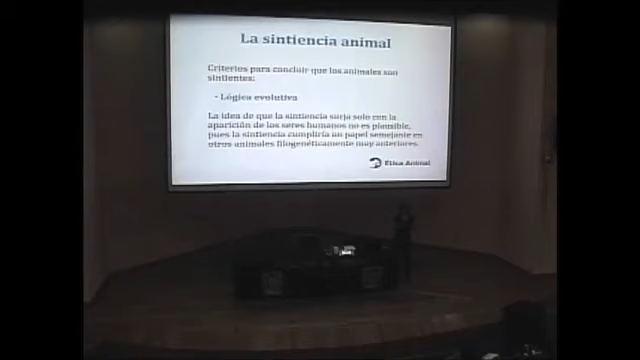 La sintiencia animal
Criterios para concluir que los animales son
sintientes:
• Lógica evolutiva
La idea de que la sintiencia surja solo con la
aparición de los seres humanos no es plausible,
pues la sintiencia cumpliría un papel semejante en
otros animales filogenéticamente muy anteriores.
Ética Animal